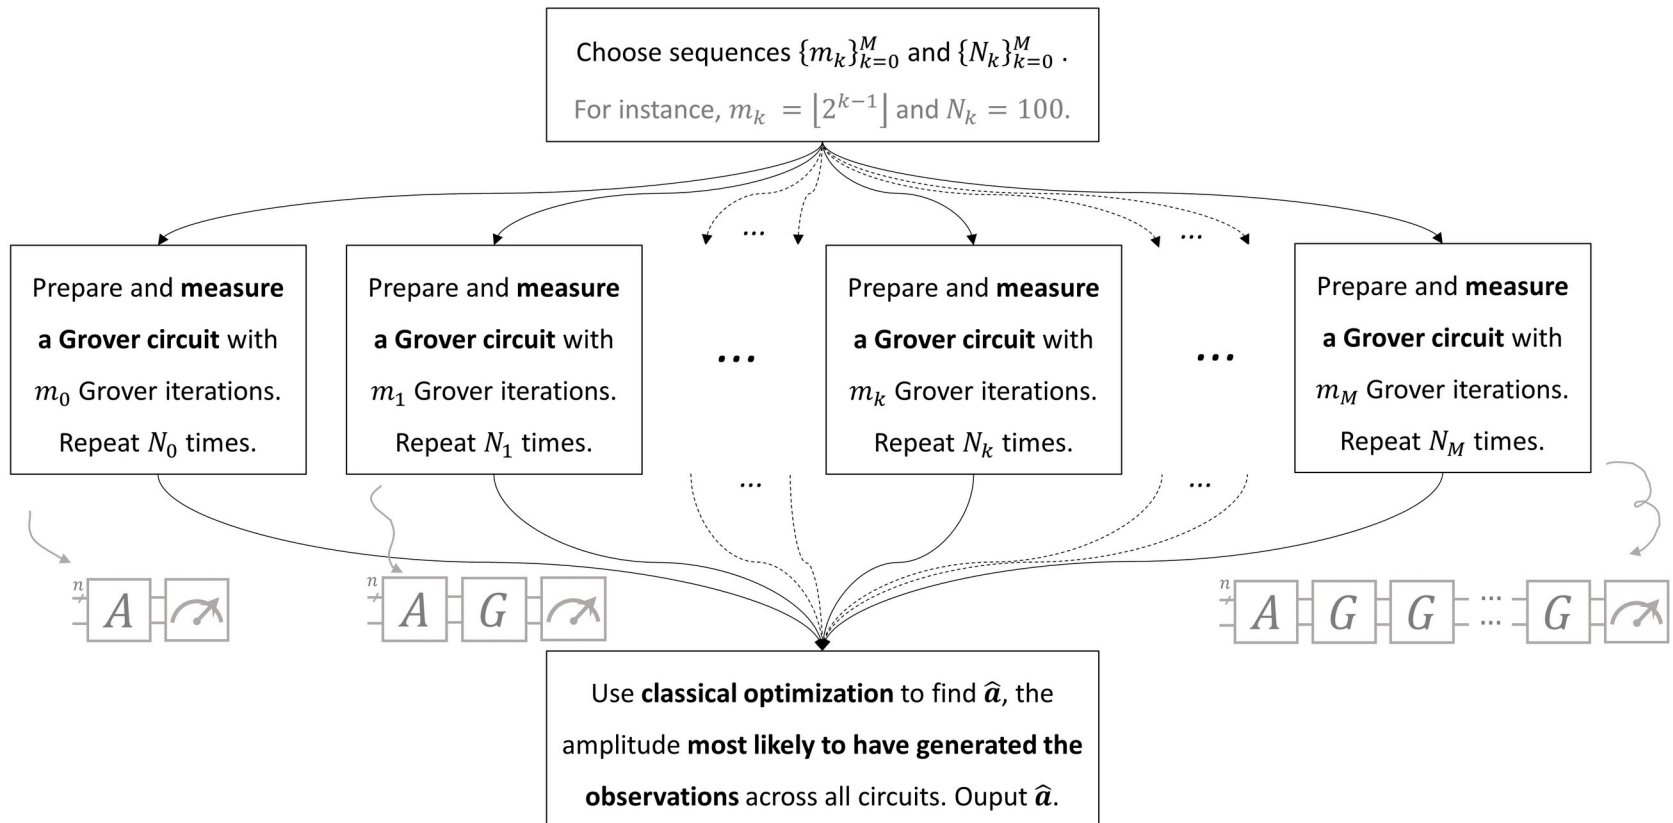 Choose sequences {m_k}_{k=0}^M and {N_k}_{k=0}^M .
For instance, m_k = ⌊2^{k−1}⌋ and N_k = 100.
... ...
Prepare and measure
a Grover circuit with
m_0 Grover iterations.
Repeat N_0 times.
Prepare and measure
a Grover circuit with
m_1 Grover iterations.
Repeat N_1 times.
...
Prepare and measure
a Grover circuit with
m_k Grover iterations.
Repeat N_k times.
...
Prepare and measure
a Grover circuit with
m_M Grover iterations.
Repeat N_M times.
... ...
n A
n A G
n A G G ... ... G
Use classical optimization to find â, the
amplitude most likely to have generated the
observations across all circuits. Ouput â.